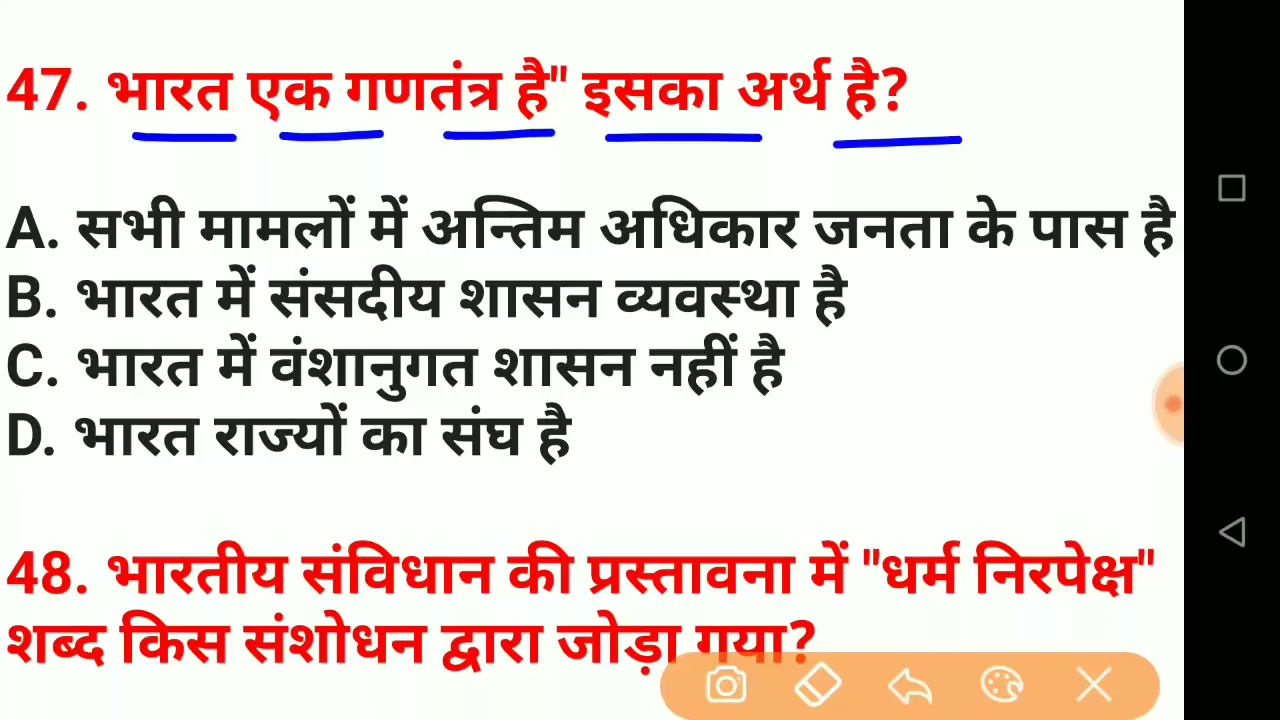 47. भारत एक गणतंत्र है" इसका अर्थ है?
A. सभी मामलों में अन्तिम अधिकार जनता के पास है
B. भारत में संसदीय शासन व्यवस्था है
C. भारत में वंशानुगत शासन नहीं है
D. भारत राज्यों का संघ है
48. भारतीय संविधान की प्रस्तावना में "धर्म निरपेक्ष"
शब्द किस संशोधन द्वारा जोड़ा गया?